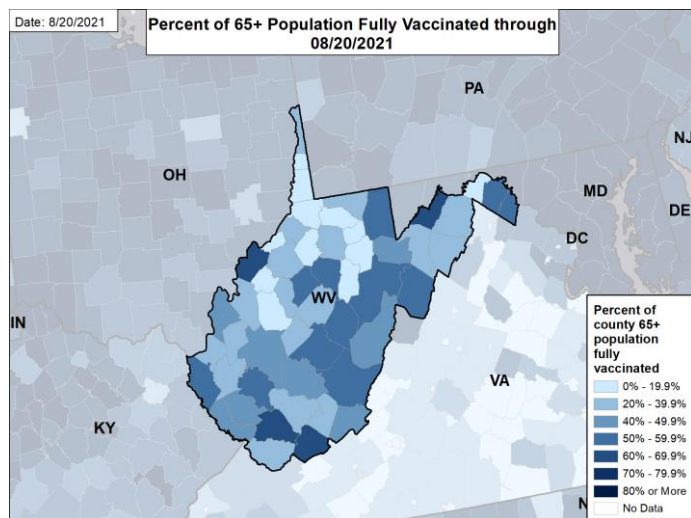 Date: 8/20/2021
Percent of 65+ Population Fully Vaccinated through
08/20/2021
PA
NJ
OH
MD
DE
DC
WV
IN
VA
KY
N
Percent of
county 65+
population
fully
vaccinated
0% - 19.9%
20% - 39.9%
40% - 49.9%
50% - 59.9%
60% - 69.9%
70% - 79.9%
80% or More
No Data